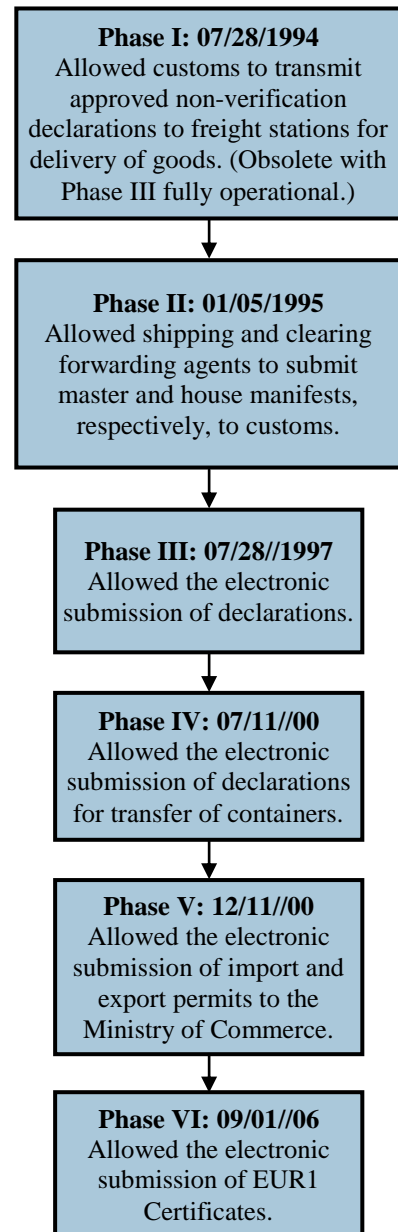 Phase I: 07/28/1994
Allowed customs to transmit
approved non-verification
declarations to freight stations for
delivery of goods. (Obsolete with
Phase III fully operational.)
Phase II: 01/05/1995
Allowed shipping and clearing
forwarding agents to submit
master and house manifests,
respectively, to customs.
Phase III: 07/28//1997
Allowed the electronic
submission of declarations.
Phase IV: 07/11//00
Allowed the electronic
submission of declarations
for transfer of containers.
Phase V: 12/11//00
Allowed the electronic
submission of import and
export permits to the
Ministry of Commerce.
Phase VI: 09/01//06
Allowed the electronic
submission of EUR1
Certificates.